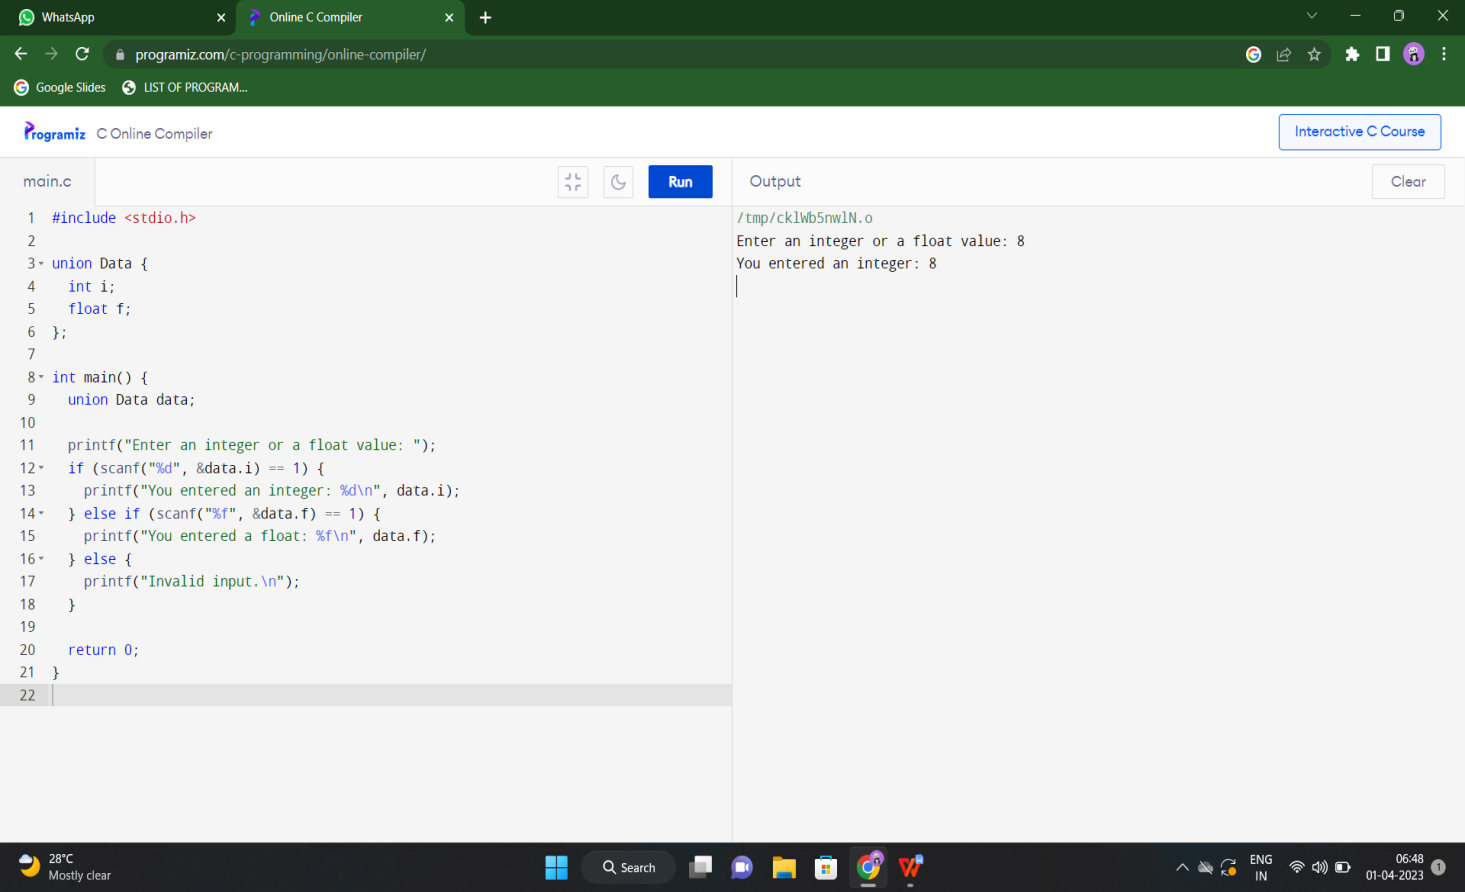 WhatsApp
Online C Compiler
programiz.com/c-programming/online-compiler/
Google Slides
LIST OF PROGRAM...
Programiz C Online Compiler
Interactive C Course
main.c
Run
Output
Clear
1 #include <stdio.h>
2
3 union Data {
4 int i;
5 float f;
6 };
7
8 int main() {
9 union Data data;
10
11 printf("Enter an integer or a float value: ");
12 if (scanf("%d", &data.i) == 1) {
13 printf("You entered an integer: %d\n", data.i);
14 } else if (scanf("%f", &data.f) == 1) {
15 printf("You entered a float: %f\n", data.f);
16 } else {
17 printf("Invalid input.\n");
18 }
19
20 return 0;
21 }
22
Enter an integer or a float value: 8
You entered an integer: 8
28°C
Mostly clear
Search
ENG
IN
06:48
01-04-2023
1